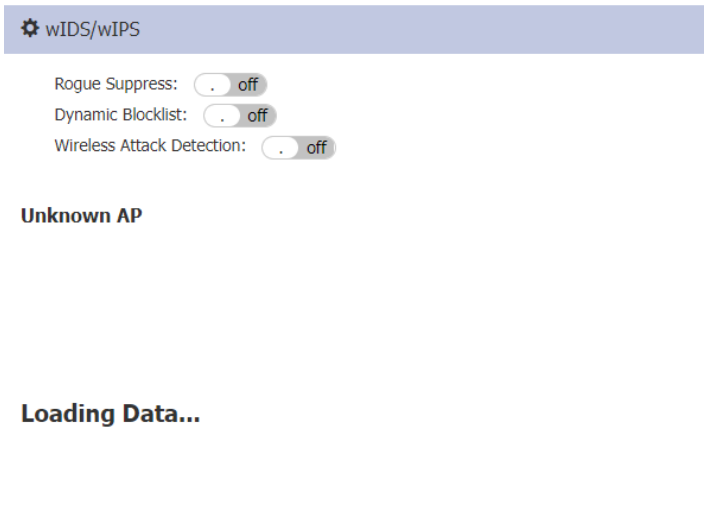 wIDS/wIPS
Rogue Suppress: . off
Dynamic Blocklist: . off
Wireless Attack Detection: . off
Unknown AP
Loading Data...